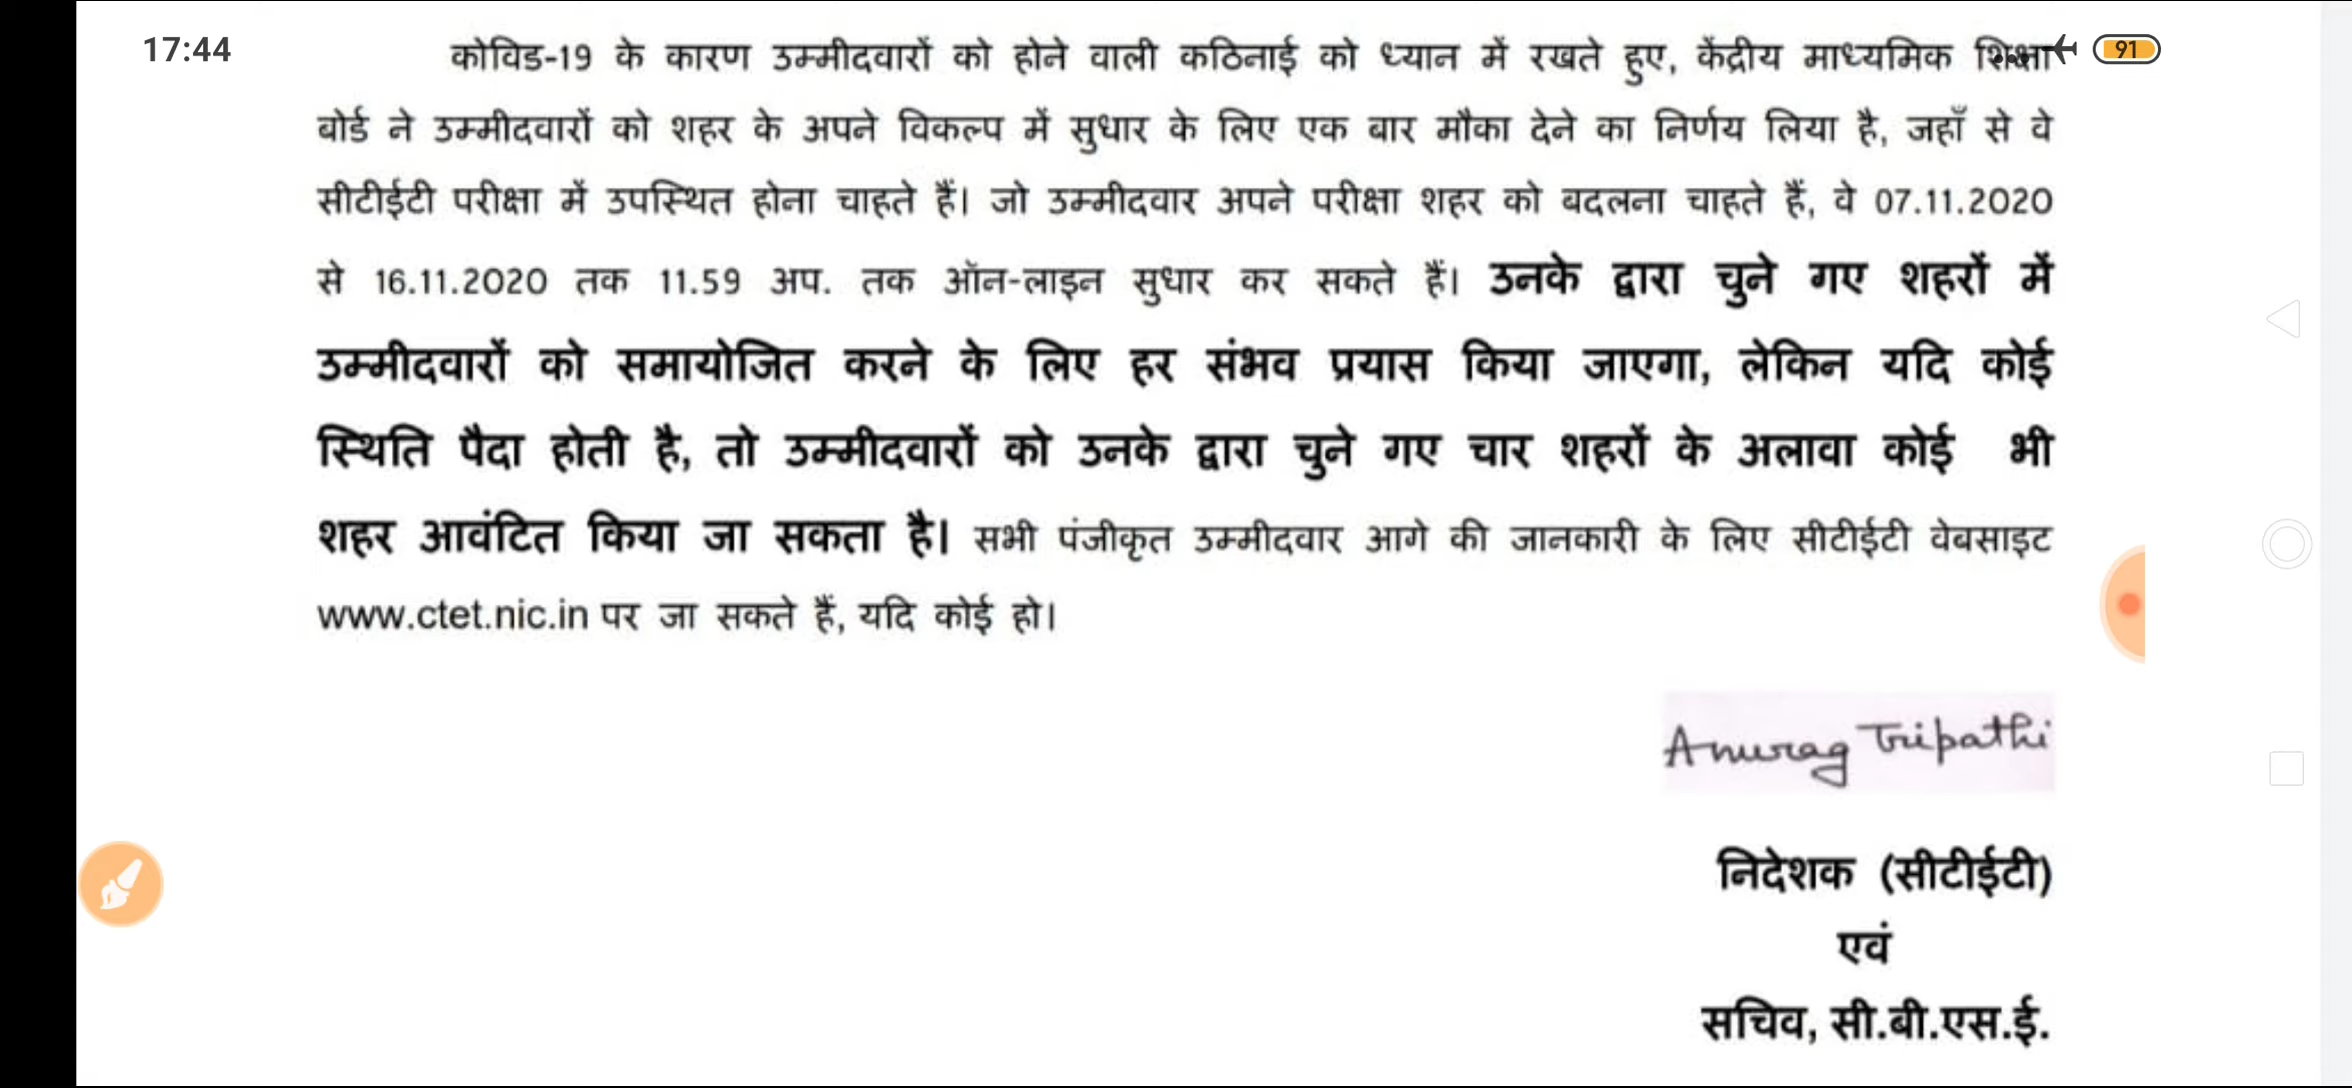 17:44
91
कोविड-19 के कारण उम्मीदवारों को होने वाली कठिनाई को ध्यान में रखते हुए, केंद्रीय माध्यमिक शिक्षा
बोर्ड ने उम्मीदवारों को शहर के अपने विकल्प में सुधार के लिए एक बार मौका देने का निर्णय लिया है, जहाँ से वे
सीटीईटी परीक्षा में उपस्थित होना चाहते हैं। जो उम्मीदवार अपने परीक्षा शहर को बदलना चाहते हैं, वे 07.11.2020
से 16.11.2020 तक 11.59 अप. तक ऑन-लाइन सुधार कर सकते हैं। उनके द्वारा चुने गए शहरों में
उम्मीदवारों को समायोजित करने के लिए हर संभव प्रयास किया जाएगा, लेकिन यदि कोई
स्थिति पैदा होती है, तो उम्मीदवारों को उनके द्वारा चुने गए चार शहरों के अलावा कोई भी
शहर आवंटित किया जा सकता है। सभी पंजीकृत उम्मीदवार आगे की जानकारी के लिए सीटीईटी वेबसाइट
www.ctet.nic.in पर जा सकते हैं, यदि कोई हो।
Anurag Tripathi
निदेशक (सीटीईटी)
एवं
सचिव, सी.बी.एस.ई.